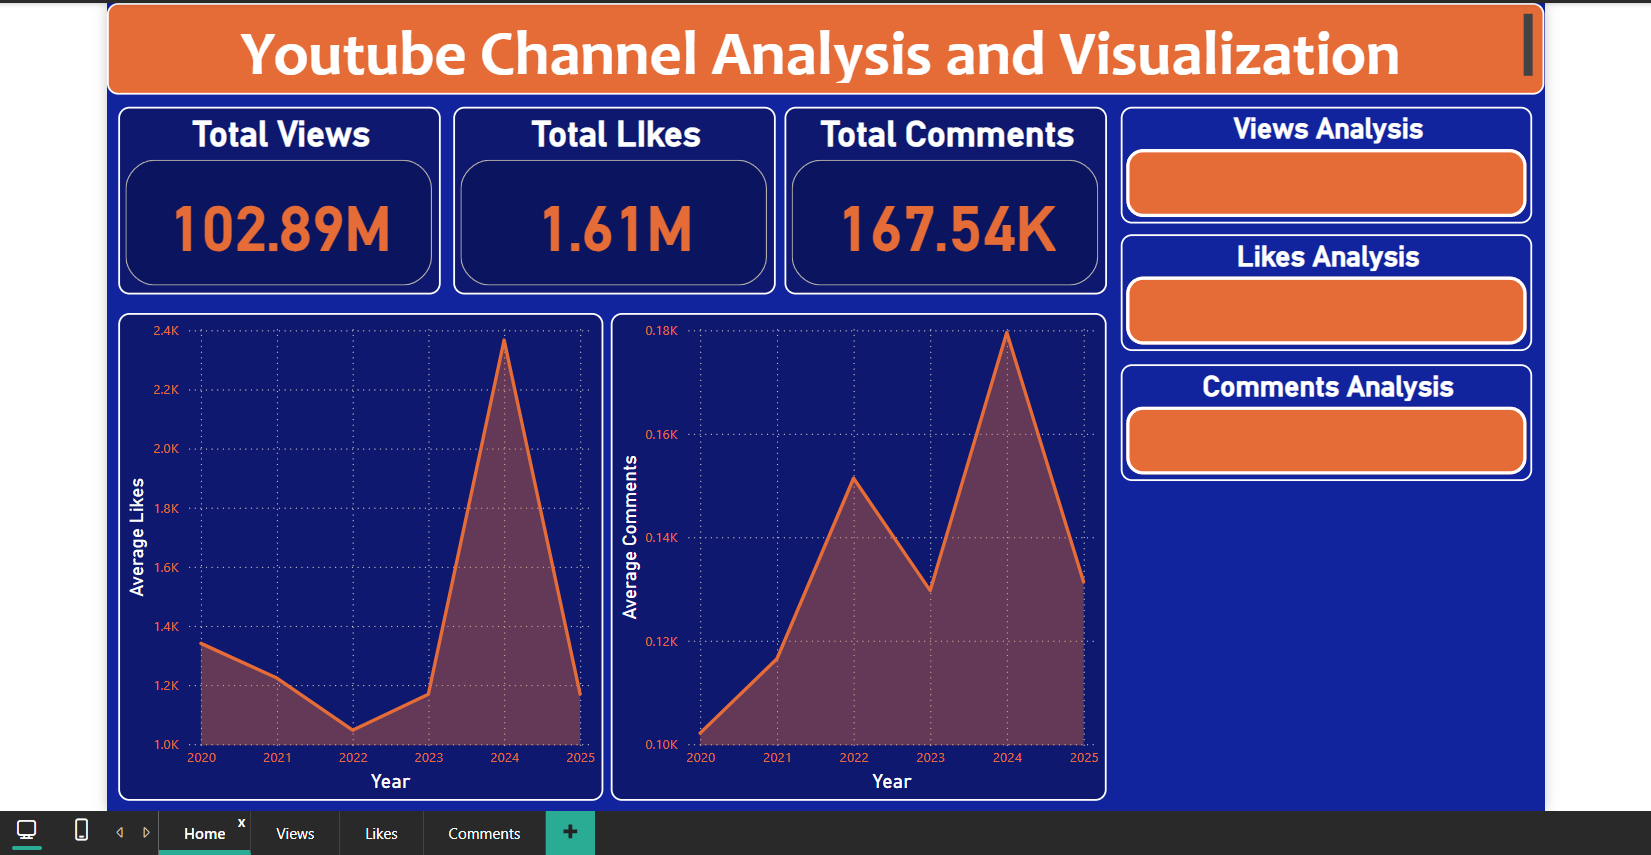 Youtube Channel Analysis and Visualization
Total Views
102.89M
Total LIkes
1.61M
Total Comments
167.54K
Views Analysis
Likes Analysis
Comments Analysis
2.4K
2.2K
2.0K
1.8K
1.6K
1.4K
1.2K
1.0K
Average Likes
2020 2021 2022 2023 2024 2025
Year
0.18K
0.16K
0.14K
0.12K
0.10K
Average Comments
2020 2021 2022 2023 2024 2025
Year
Home x Views Likes Comments +